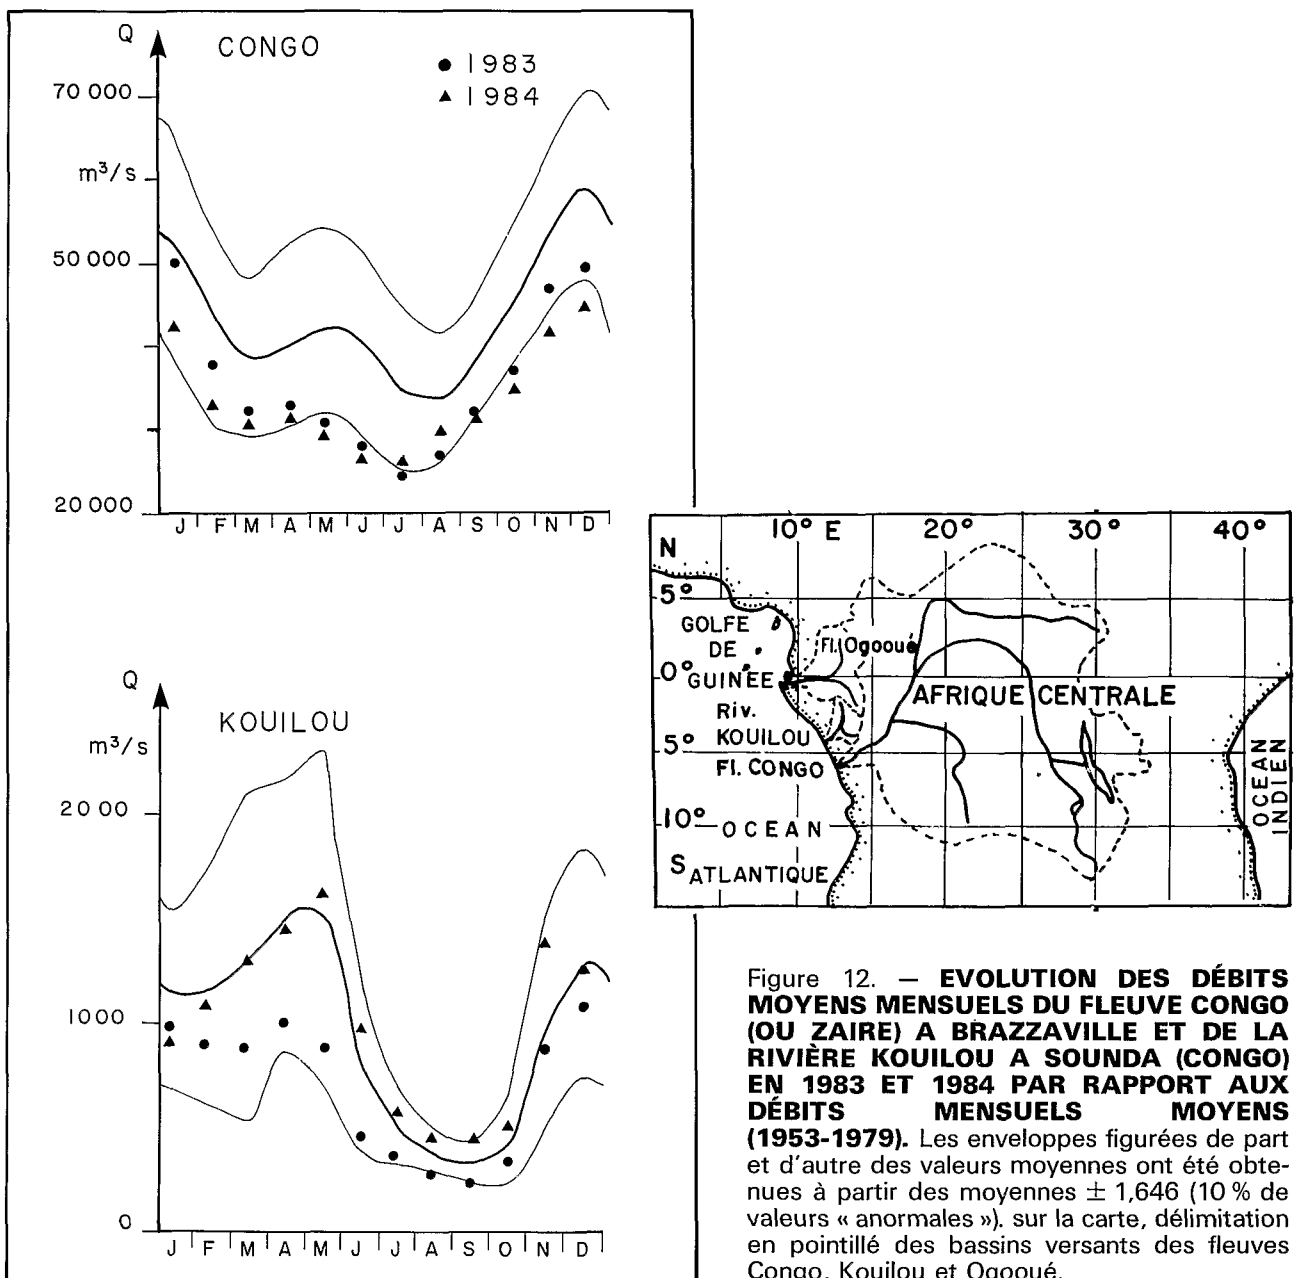 Q
CONGO
● 1983
▲ 1984
70 000
m³/s
50 000
20 000
J F M A M J J A S O N D
Q
KOUILOU
m³/s
2000
1000
0
J F M A M J J A S O N D
10° E 20° 30° 40°
N
5°
GOLFE
DE
Fl. Ogooué
0°
GUINÉE
AFRIQUE CENTRALE
Riv.
KOUILOU
5°
Fl. CONGO
10°
OCEAN
S ATLANTIQUE
OCEAN
INDIEN
Figure 12. — EVOLUTION DES DÉBITS
MOYENS MENSUELS DU FLEUVE CONGO
(OU ZAIRE) A BRAZZAVILLE ET DE LA
RIVIÈRE KOUILOU A SOUNDA (CONGO)
EN 1983 ET 1984 PAR RAPPORT AUX
DÉBITS MENSUELS MOYENS
(1953-1979). Les enveloppes figurées de part
et d'autre des valeurs moyennes ont été obte-
nues à partir des moyennes ± 1,646 (10 % de
valeurs « anormales »). sur la carte, délimitation
en pointillé des bassins versants des fleuves
Congo, Kouilou et Ogooué.